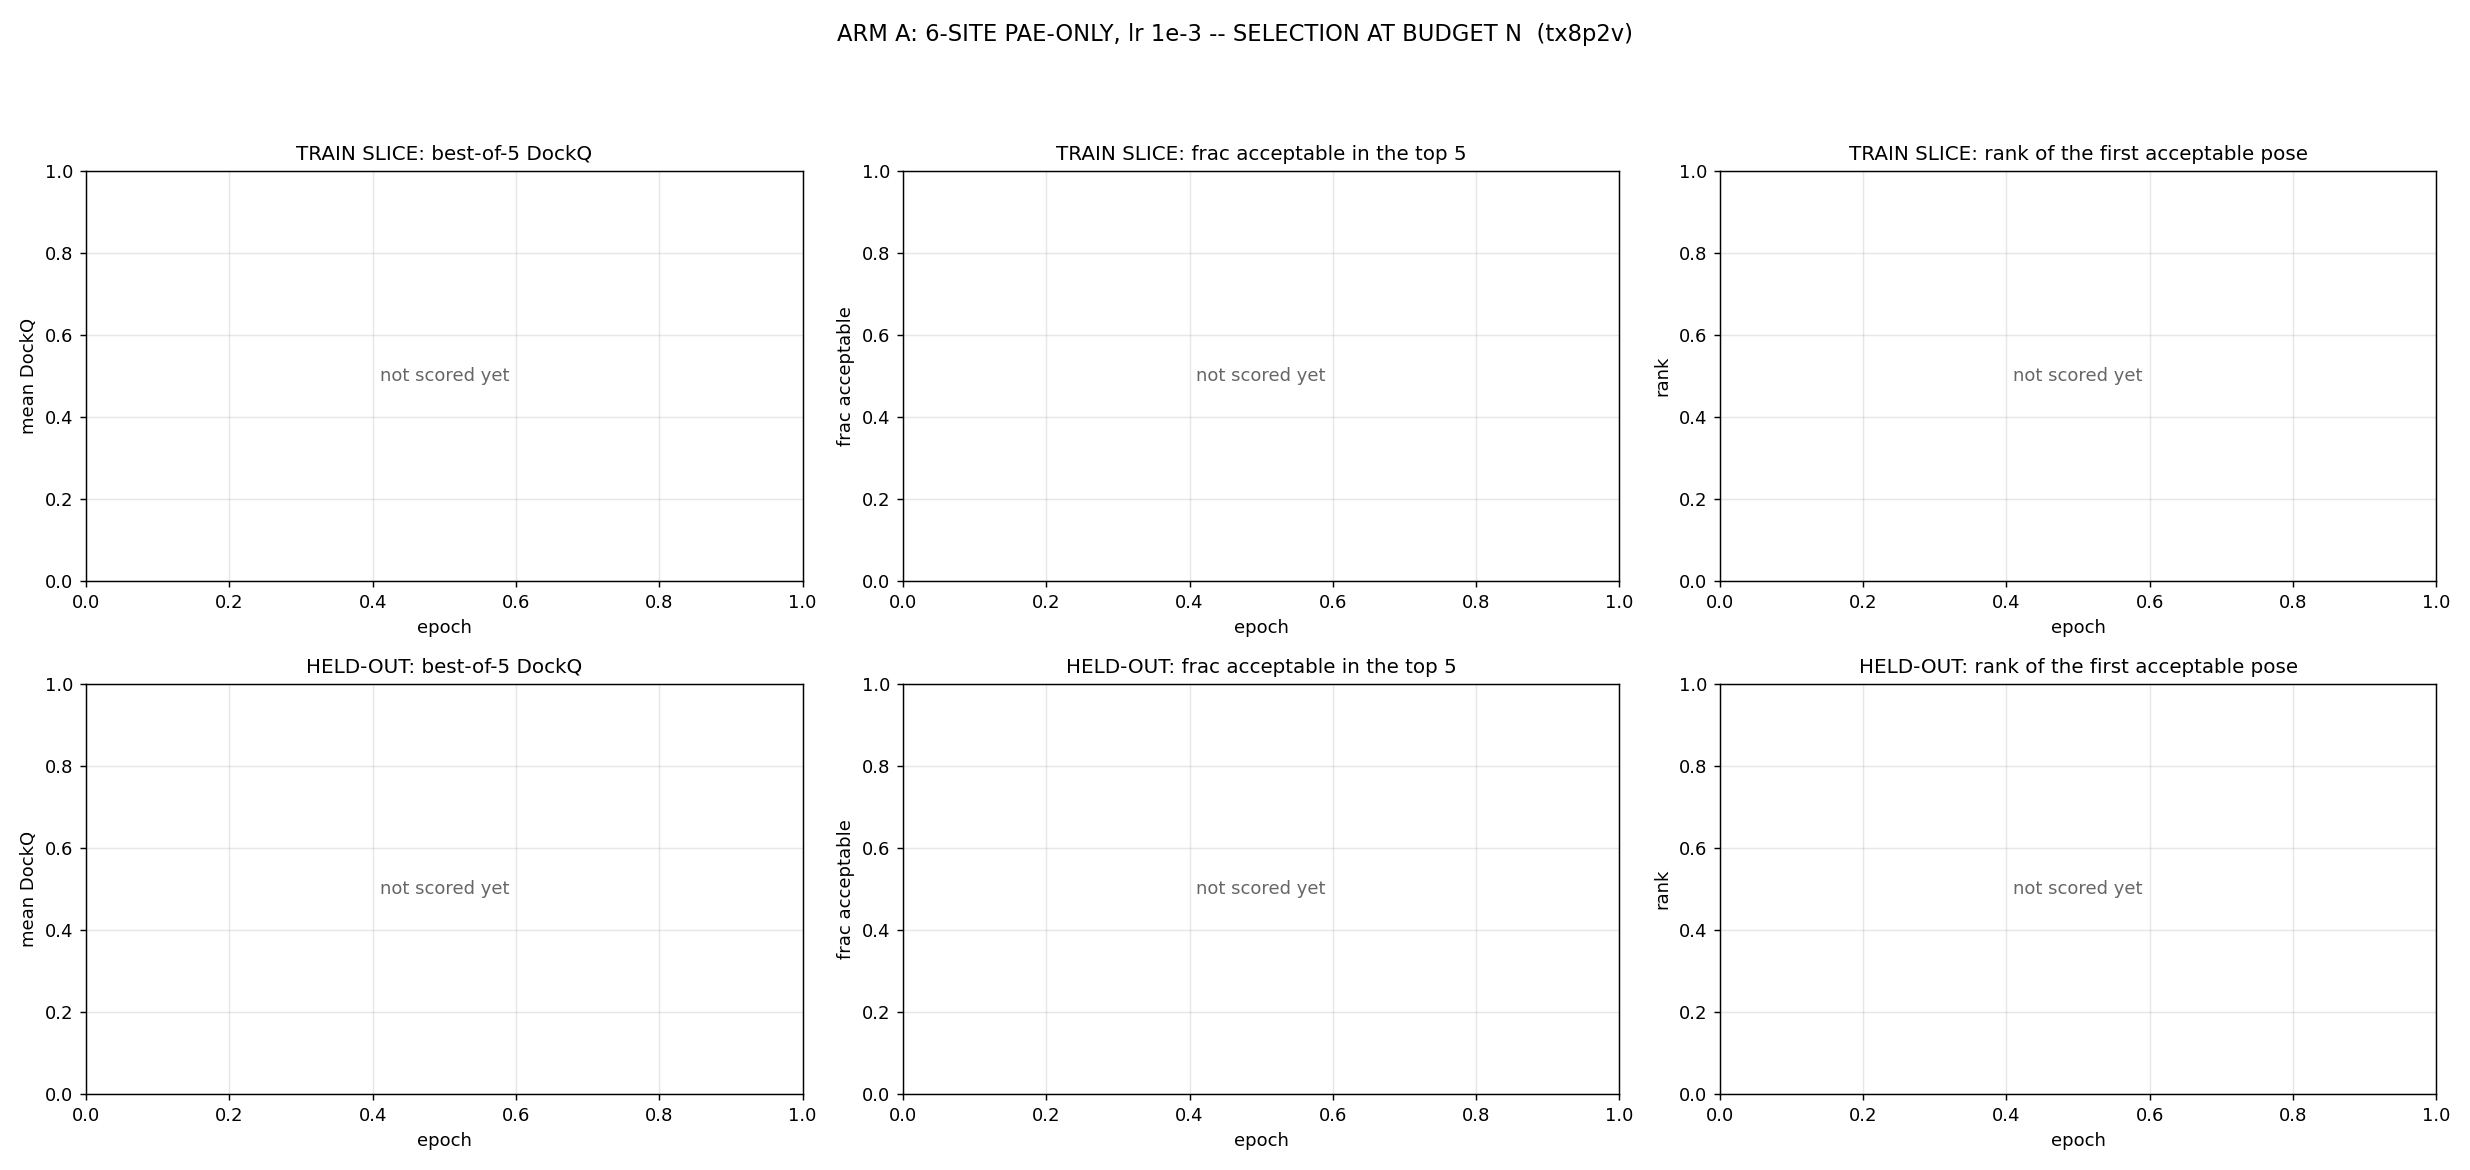 ARM A: 6-SITE PAE-ONLY, lr 1e-3 -- SELECTION AT BUDGET N  (tx8p2v)
TRAIN SLICE: best-of-5 DockQ
1.0
0.8
0.6
0.4
0.2
0.0
mean DockQ
not scored yet
0.0 0.2 0.4 0.6 0.8 1.0
epoch
TRAIN SLICE: frac acceptable in the top 5
1.0
0.8
0.6
0.4
0.2
0.0
frac acceptable
not scored yet
0.0 0.2 0.4 0.6 0.8 1.0
epoch
TRAIN SLICE: rank of the first acceptable pose
1.0
0.8
0.6
0.4
0.2
0.0
rank
not scored yet
0.0 0.2 0.4 0.6 0.8 1.0
epoch
HELD-OUT: best-of-5 DockQ
1.0
0.8
0.6
0.4
0.2
0.0
mean DockQ
not scored yet
0.0 0.2 0.4 0.6 0.8 1.0
epoch
HELD-OUT: frac acceptable in the top 5
1.0
0.8
0.6
0.4
0.2
0.0
frac acceptable
not scored yet
0.0 0.2 0.4 0.6 0.8 1.0
epoch
HELD-OUT: rank of the first acceptable pose
1.0
0.8
0.6
0.4
0.2
0.0
rank
not scored yet
0.0 0.2 0.4 0.6 0.8 1.0
epoch